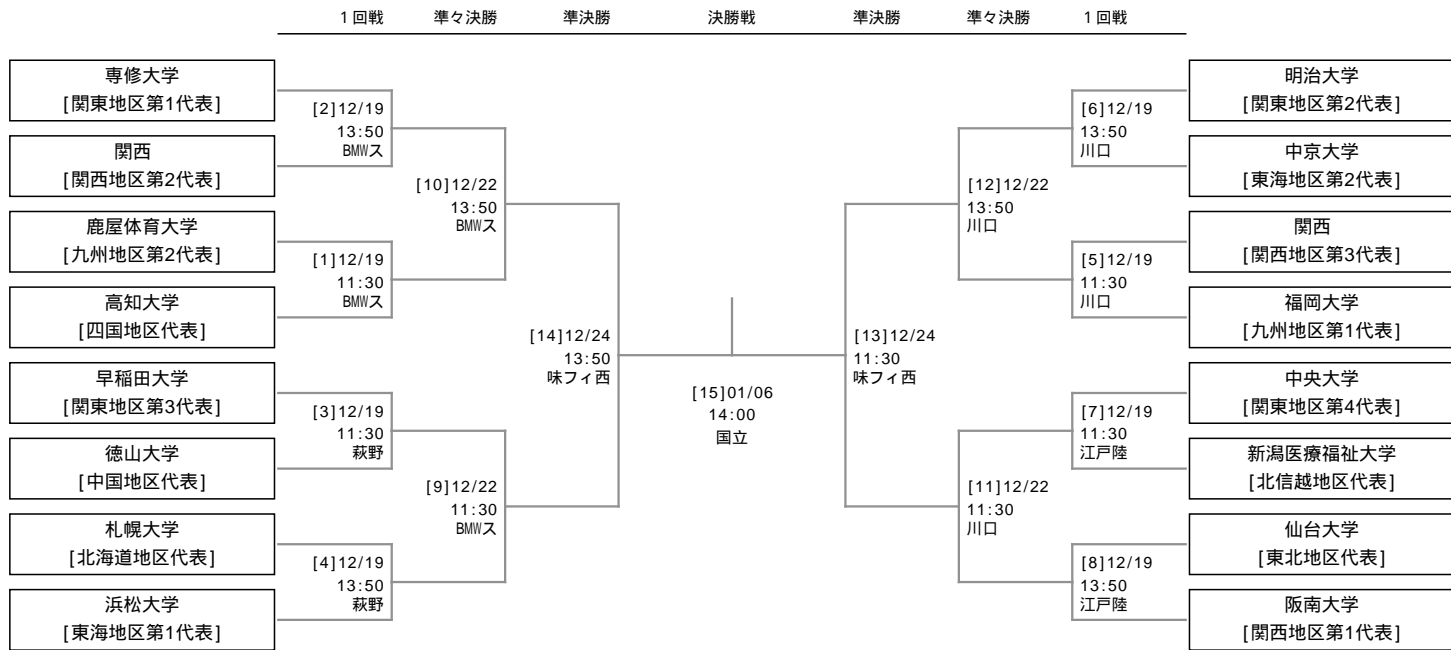 1回戦 準々決勝 準決勝 決勝戦 準決勝 準々決勝 1回戦
専修大学
[関東地区第1代表]
関西
[関西地区第2代表]
鹿屋体育大学
[九州地区第2代表]
高知大学
[四国地区代表]
早稲田大学
[関東地区第3代表]
徳山大学
[中国地区代表]
札幌大学
[北海道地区代表]
浜松大学
[東海地区第1代表]
[2]12/19
13:50
BMWス
[1]12/19
11:30
BMWス
[3]12/19
11:30
萩野
[4]12/19
13:50
萩野
[10]12/22
13:50
BMWス
[9]12/22
11:30
BMWス
[14]12/24
13:50
味フィ西
[15]01/06
14:00
国立
[13]12/24
11:30
味フィ西
[12]12/22
13:50
川口
[11]12/22
11:30
川口
[6]12/19
13:50
川口
[5]12/19
11:30
川口
[7]12/19
11:30
江戸陸
[8]12/19
13:50
江戸陸
明治大学
[関東地区第2代表]
中京大学
[東海地区第2代表]
関西
[関西地区第3代表]
福岡大学
[九州地区第1代表]
中央大学
[関東地区第4代表]
新潟医療福祉大学
[北信越地区代表]
仙台大学
[東北地区代表]
阪南大学
[関西地区第1代表]